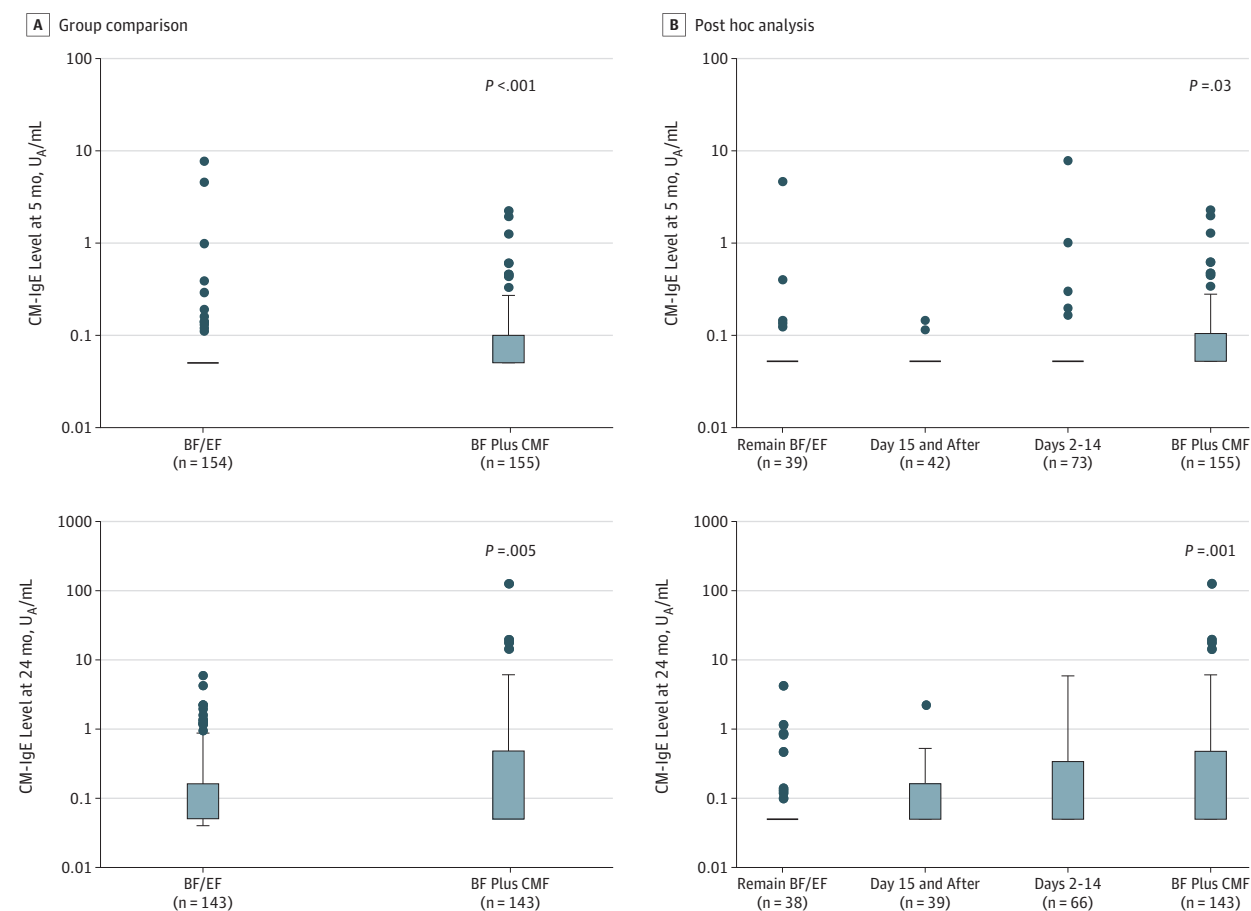 A Group comparison
100
10
1
0.1
0.01
CM-IgE Level at 5 mo, UA/mL
P <.001
BF/EF
(n = 154)
BF Plus CMF
(n = 155)
1000
100
10
1
0.1
0.01
CM-IgE Level at 24 mo, UA/mL
P =.005
BF/EF
(n = 143)
BF Plus CMF
(n = 143)
B Post hoc analysis
100
10
1
0.1
0.01
CM-IgE Level at 5 mo, UA/mL
P =.03
Remain BF/EF
(n = 39)
Day 15 and After
(n = 42)
Days 2-14
(n = 73)
BF Plus CMF
(n = 155)
1000
100
10
1
0.1
0.01
CM-IgE Level at 24 mo, UA/mL
P =.001
Remain BF/EF
(n = 38)
Day 15 and After
(n = 39)
Days 2-14
(n = 66)
BF Plus CMF
(n = 143)